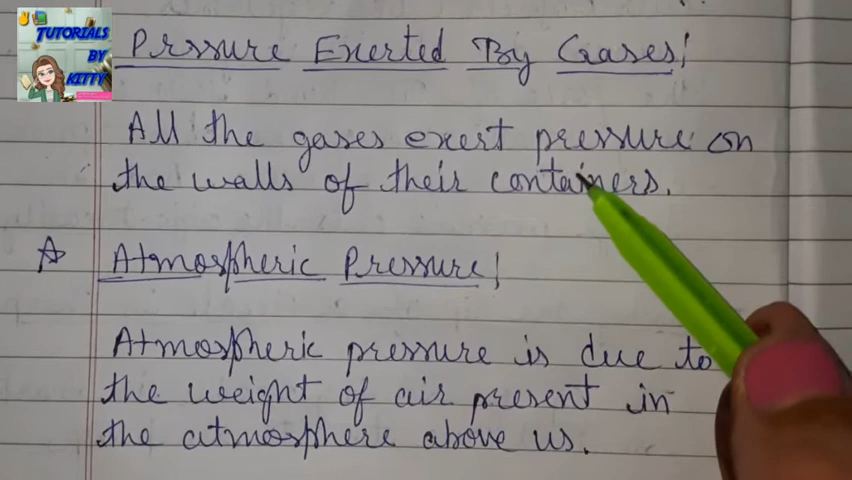 TUTORIALS
BY
KITTY
Prssure Exerted By Gases!
All the gases exert pressure on
the walls of their containers.
Atmospheric Pressure!
Atmospheric pressure is due to
the weight of air present in
the atmosphere above us.